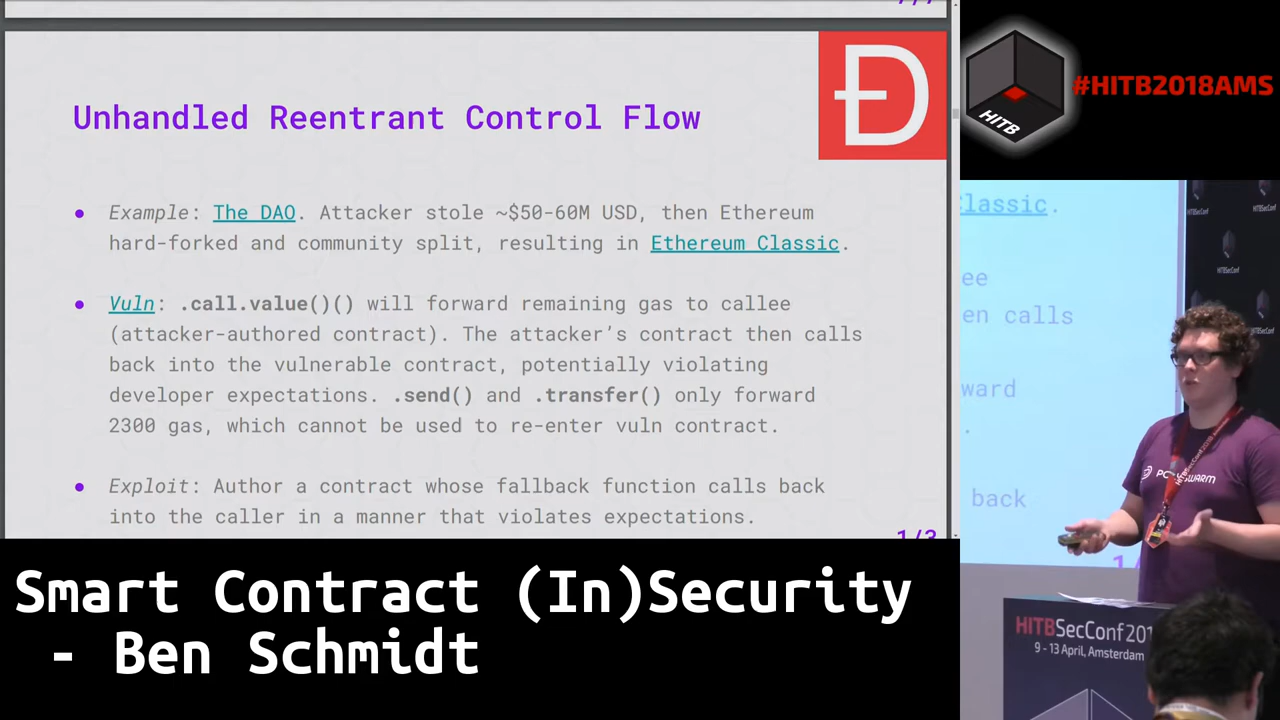 Unhandled Reentrant Control Flow
Example: The DAO. Attacker stole ~$50-60M USD, then Ethereum
hard-forked and community split, resulting in Ethereum Classic.
Vuln: .call.value()() will forward remaining gas to callee
(attacker-authored contract). The attacker’s contract then calls
back into the vulnerable contract, potentially violating
developer expectations. .send() and .transfer() only forward
2300 gas, which cannot be used to re-enter vuln contract.
Exploit: Author a contract whose fallback function calls back
into the caller in a manner that violates expectations.
1/3
Smart Contract (In)Security
- Ben Schmidt
HITB
#HITB2018AMS
Classic.
ee
en calls
ward
.
back
HITBSecConf201
9 - 13 April, Amsterdam